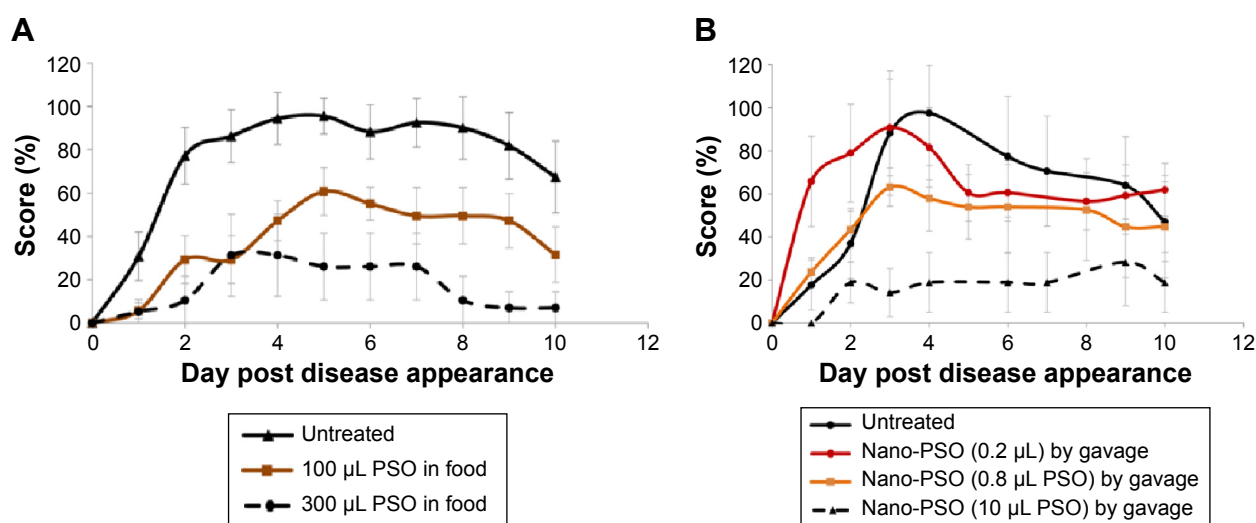 A
120
100
80
60
40
20
0
Score (%)
0 2 4 6 8 10 12
Day post disease appearance
Untreated
100 µL PSO in food
300 µL PSO in food
B
120
100
80
60
40
20
0
Score (%)
0 2 4 6 8 10 12
Day post disease appearance
Untreated
Nano-PSO (0.2 µL) by gavage
Nano-PSO (0.8 µL PSO) by gavage
Nano-PSO (10 µL PSO) by gavage